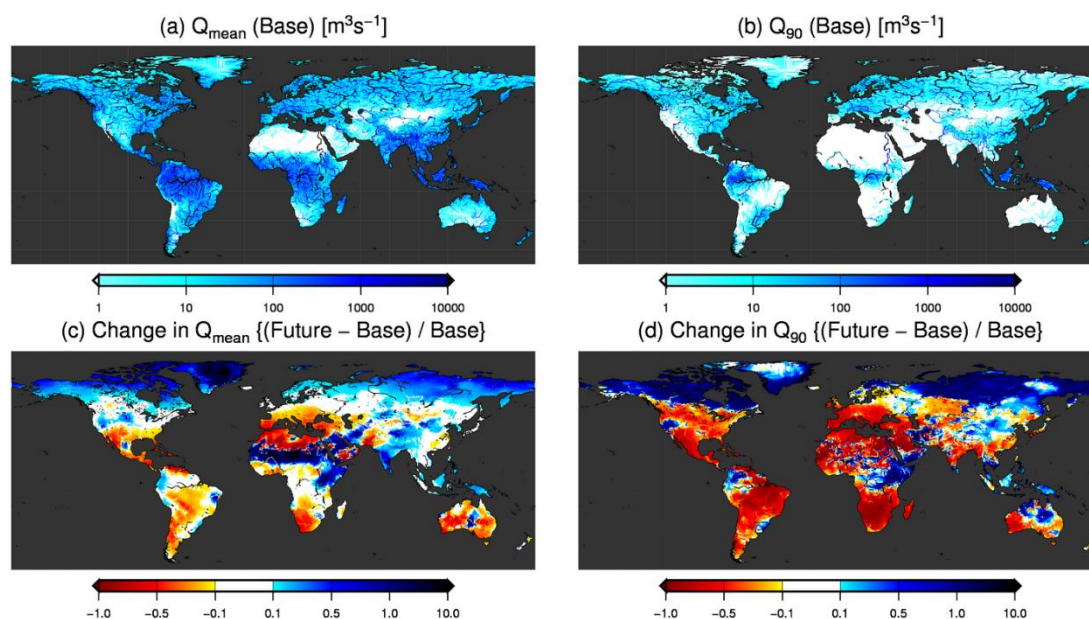 (a) Q_mean (Base) [m³s⁻¹]
(b) Q_90 (Base) [m³s⁻¹]
1 10 100 1000 10000
1 10 100 1000 10000
(c) Change in Q_mean {(Future − Base) / Base}
(d) Change in Q_90 {(Future − Base) / Base}
-1.0 -0.5 -0.1 0.1 0.5 1.0 10.0
-1.0 -0.5 -0.1 0.1 0.5 1.0 10.0